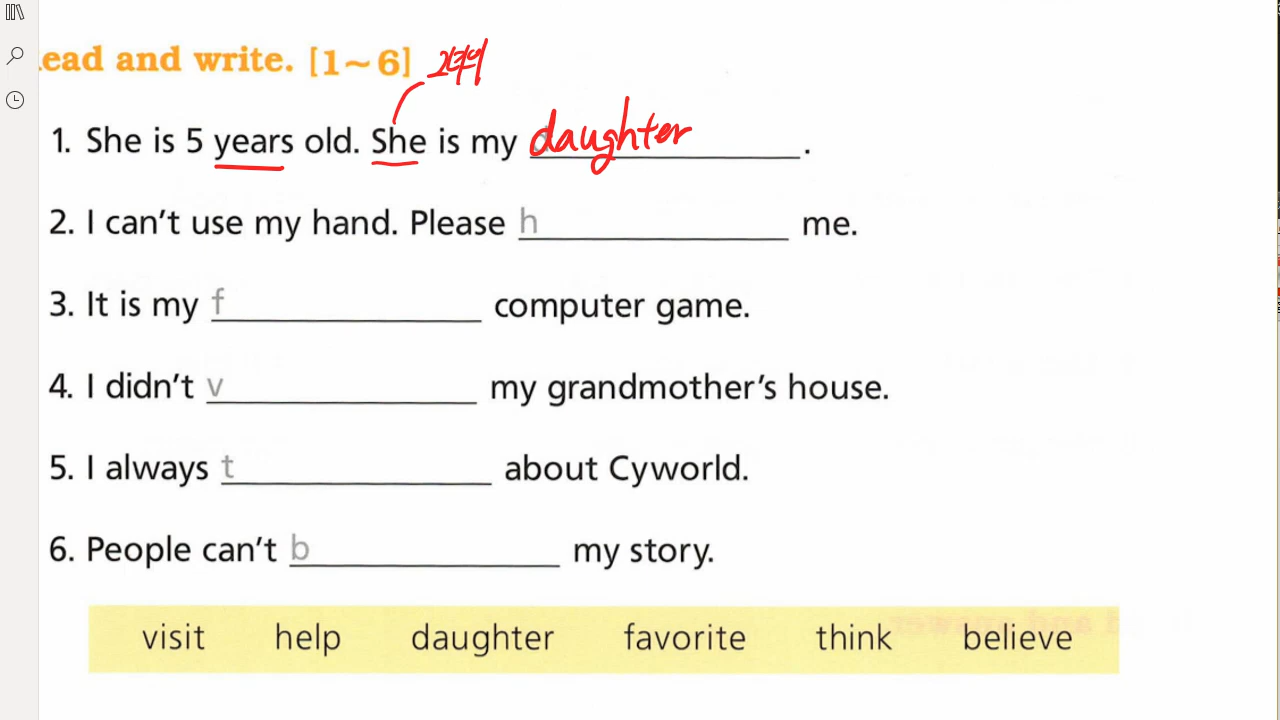 ead and write. [1~6]
1. She is 5 years old. She is my daughter.
2. I can't use my hand. Please h me.
3. It is my f computer game.
4. I didn't v my grandmother's house.
5. I always t about Cyworld.
6. People can't b my story.
visit help daughter favorite think believe